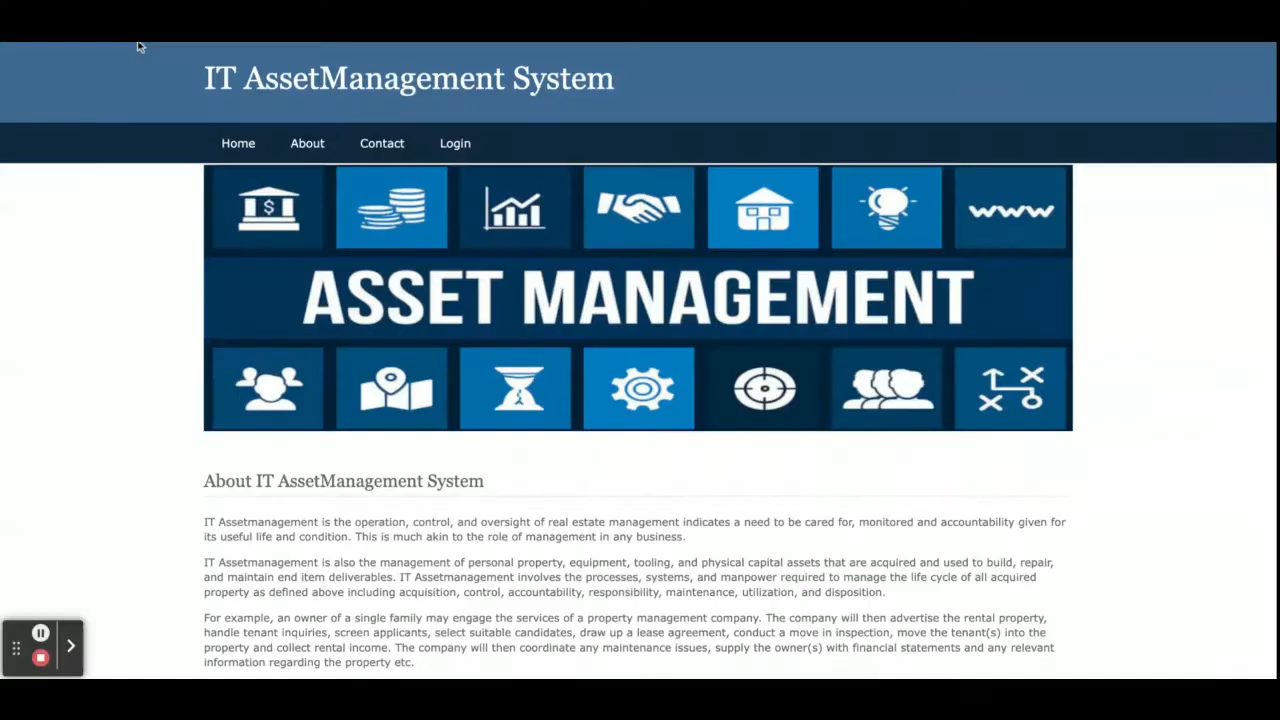 IT AssetManagement System
Home About Contact Login
$
www
ASSET MANAGEMENT
About IT AssetManagement System
IT Assetmanagement is the operation, control, and oversight of real estate management indicates a need to be cared for, monitored and accountability given for
its useful life and condition. This is much akin to the role of management in any business.
IT Assetmanagement is also the management of personal property, equipment, tooling, and physical capital assets that are acquired and used to build, repair,
and maintain end item deliverables. IT Assetmanagement involves the processes, systems, and manpower required to manage the life cycle of all acquired
property as defined above including acquisition, control, accountability, responsibility, maintenance, utilization, and disposition.
For example, an owner of a single family may engage the services of a property management company. The company will then advertise the rental property,
handle tenant inquiries, screen applicants, select suitable candidates, draw up a lease agreement, conduct a move in inspection, move the tenant(s) into the
property and collect rental income. The company will then coordinate any maintenance issues, supply the owner(s) with financial statements and any relevant
information regarding the property etc.